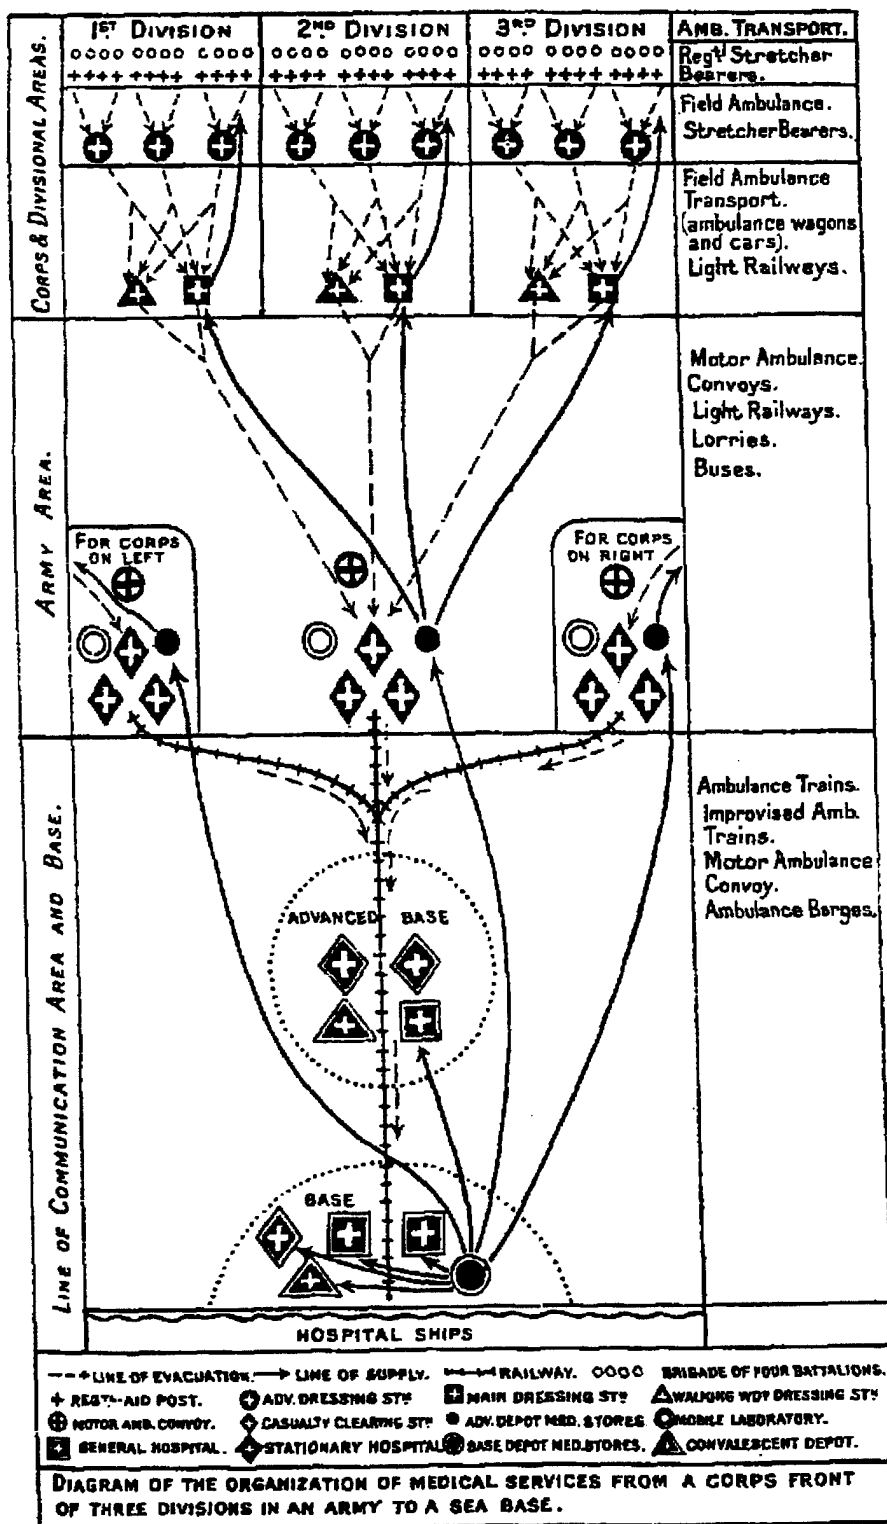 1ST DIVISION
2ND DIVISION
3RD DIVISION
AMB. TRANSPORT.
Regtl Stretcher
Bearers.
Field Ambulance.
Stretcher Bearers.
Field Ambulance
Transport.
(ambulance wagons
and cars).
Light Railways.
CORPS & DIVISIONAL AREAS.
Motor Ambulance
Convoys.
Light Railways.
Lorries.
Buses.
ARMY AREA.
FOR CORPS
ON LEFT
FOR CORPS
ON RIGHT
Ambulance Trains.
Improvised Amb.
Trains.
Motor Ambulance
Convoy.
Ambulance Barges.
LINE OF COMMUNICATION AREA AND BASE.
ADVANCED BASE
BASE
HOSPITAL SHIPS
LINE OF EVACUATION. LINE OF SUPPLY. RAILWAY. BRIGADE OF FOUR BATTALIONS.
REGTL AID POST. ADV. DRESSING STN MAIN DRESSING STN WALKING WDD DRESSING STN
MOTOR AMB. CONVOY. CASUALTY CLEARING STN ADV. DEPOT MED. STORES MOBILE LABORATORY.
GENERAL HOSPITAL. STATIONARY HOSPITAL BASE DEPOT MED. STORES. CONVALESCENT DEPOT.
DIAGRAM OF THE ORGANIZATION OF MEDICAL SERVICES FROM A CORPS FRONT
OF THREE DIVISIONS IN AN ARMY TO A SEA BASE.